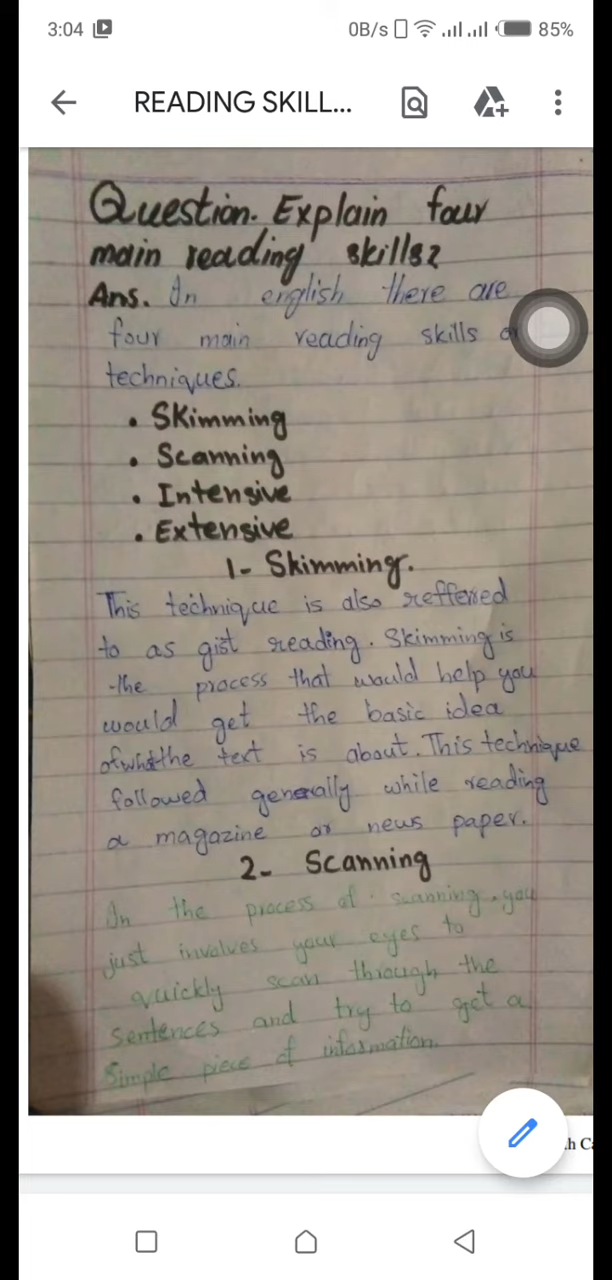 3:04
0B/s
85%
READING SKILL...
Question. Explain four
main reading skills?
Ans. In english there are
four main reading skills
techniques.
• Skimming
• Scanning
• Intensive
• Extensive
1- Skimming.
This technique is also reffered
to as gist reading. Skimming is
the process that would help you
would get the basic idea
of what the text is about. This technique
followed generally while reading
a magazine or news paper.
2- Scanning
In the process of scanning, you
just involves your eyes to
quickly scan through the
sentences and try to get a
Simple piece of information.